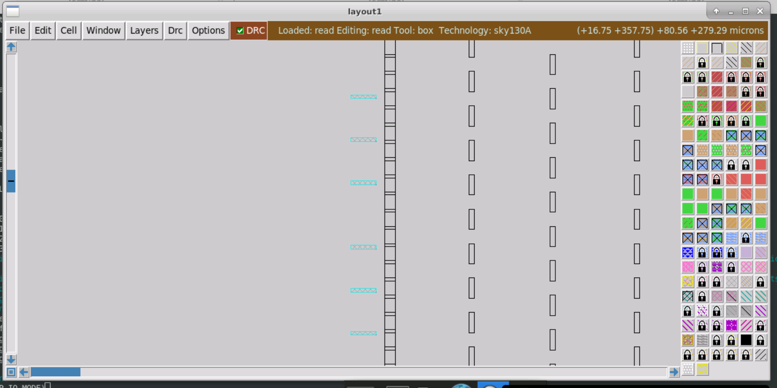 layout1
File Edit Cell Window Layers Drc Options DRC Loaded: read Editing: read Tool: box Technology: sky130A (+16.75 +357.75) +80.56 +279.29 microns